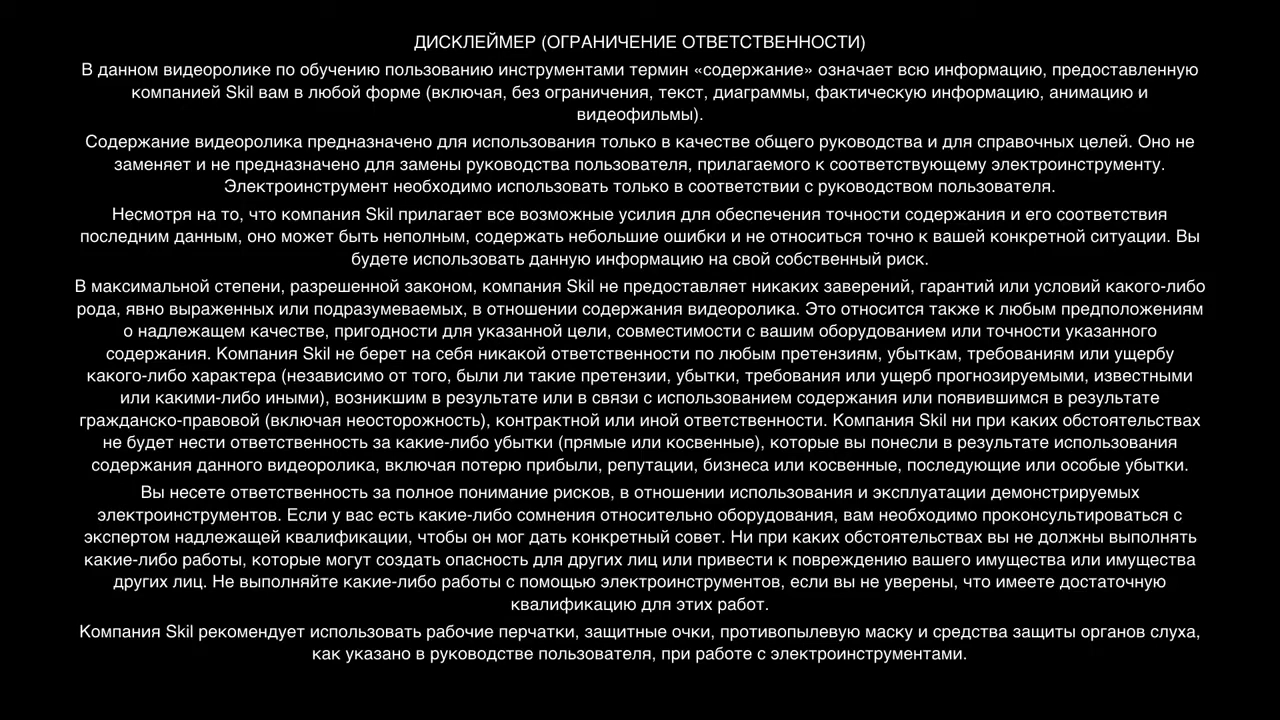 ДИСКЛЕЙМЕР (ОГРАНИЧЕНИЕ ОТВЕТСТВЕННОСТИ)
В данном видеоролике по обучению пользованию инструментами термин «содержание» означает всю информацию, предоставленную
компанией Skil вам в любой форме (включая, без ограничения, текст, диаграммы, фактическую информацию, анимацию и
видеофильмы).
Содержание видеоролика предназначено для использования только в качестве общего руководства и для справочных целей. Оно не
заменяет и не предназначено для замены руководства пользователя, прилагаемого к соответствующему электроинструменту.
Электроинструмент необходимо использовать только в соответствии с руководством пользователя.
Несмотря на то, что компания Skil прилагает все возможные усилия для обеспечения точности содержания и его соответствия
последним данным, оно может быть неполным, содержать небольшие ошибки и не относиться точно к вашей конкретной ситуации. Вы
будете использовать данную информацию на свой собственный риск.
В максимальной степени, разрешенной законом, компания Skil не предоставляет никаких заверений, гарантий или условий какого-либо
рода, явно выраженных или подразумеваемых, в отношении содержания видеоролика. Это относится также к любым предположениям
о надлежащем качестве, пригодности для указанной цели, совместимости с вашим оборудованием или точности указанного
содержания. Компания Skil не берет на себя никакой ответственности по любым претензиям, убыткам, требованиям или ущербу
какого-либо характера (независимо от того, были ли такие претензии, убытки, требования или ущерб прогнозируемыми, известными
или какими-либо иными), возникшим в результате или в связи с использованием содержания или появившимся в результате
гражданско-правовой (включая неосторожность), контрактной или иной ответственности. Компания Skil ни при каких обстоятельствах
не будет нести ответственность за какие-либо убытки (прямые или косвенные), которые вы понесли в результате использования
содержания данного видеоролика, включая потерю прибыли, репутации, бизнеса или косвенные, последующие или особые убытки.
Вы несете ответственность за полное понимание рисков, в отношении использования и эксплуатации демонстрируемых
электроинструментов. Если у вас есть какие-либо сомнения относительно оборудования, вам необходимо проконсультироваться с
экспертом надлежащей квалификации, чтобы он мог дать конкретный совет. Ни при каких обстоятельствах вы не должны выполнять
какие-либо работы, которые могут создать опасность для других лиц или привести к повреждению вашего имущества или имущества
других лиц. Не выполняйте какие-либо работы с помощью электроинструментов, если вы не уверены, что имеете достаточную
квалификацию для этих работ.
Компания Skil рекомендует использовать рабочие перчатки, защитные очки, противопылевую маску и средства защиты органов слуха,
как указано в руководстве пользователя, при работе с электроинструментами.